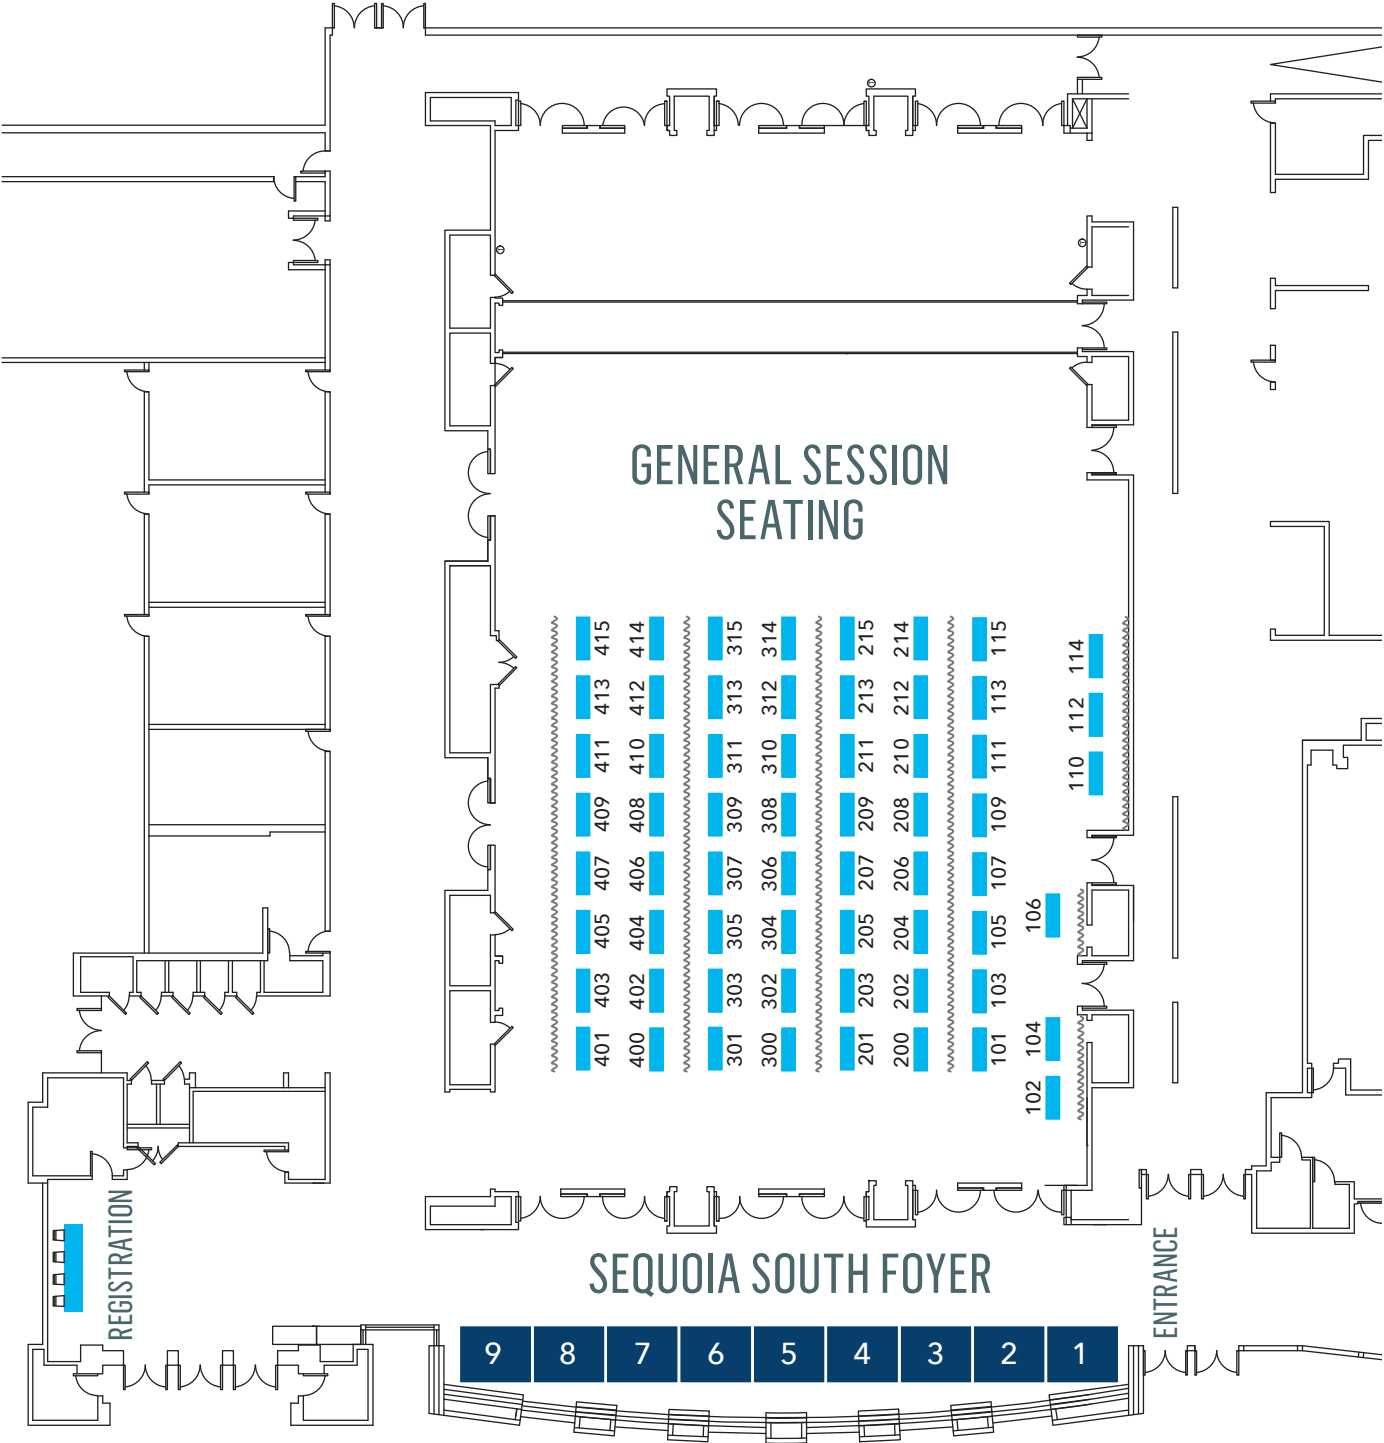 GENERAL SESSION
SEATING
415 414 315 314 215 214 115 114
413 412 313 312 213 212 113 112
411 410 311 310 211 210 111 110
409 408 309 308 209 208 109
407 406 307 306 207 206 107
405 404 305 304 205 204 105 106
403 402 303 302 203 202 103
401 400 301 300 201 200 101 104
102
REGISTRATION
SEQUOIA SOUTH FOYER
ENTRANCE
9 8 7 6 5 4 3 2 1